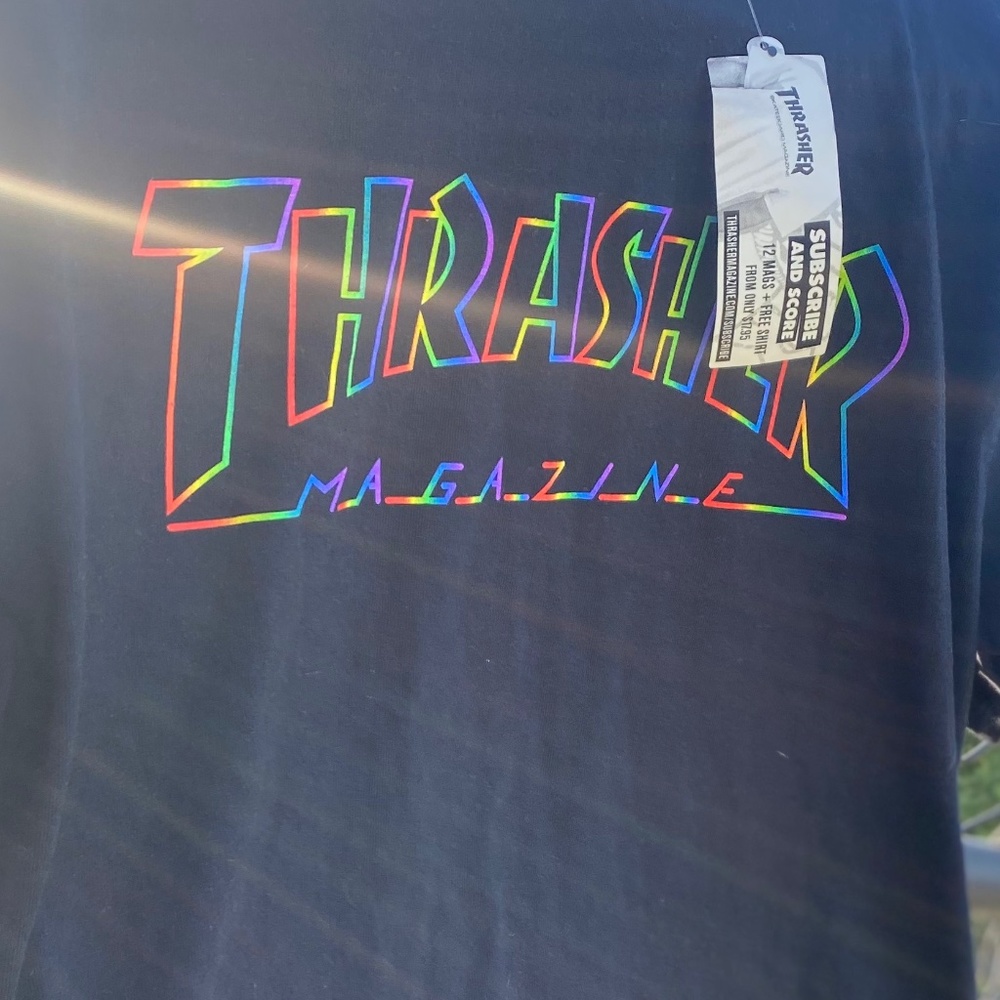 THRASHER
MAGAZINE
THRASHER
SUBSCRIBE
AND SCORE
12 MAGS + FREE SHIRT
FROM ONLY $17.95
THRASHERMAGAZINE.COM/SUBSCRIBE